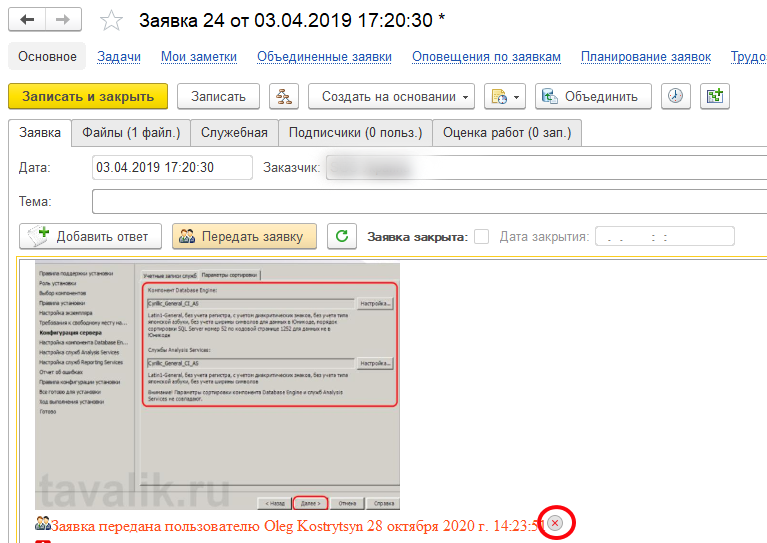 Заявка 24 от 03.04.2019 17:20:30 *
Основное Задачи Мои заметки Объединенные заявки Оповещения по заявкам Планирование заявок Трудоз
Записать и закрыть Записать Создать на основании Объединить
Заявка Файлы (1 файл.) Служебная Подписчики (0 польз.) Оценка работ (0 зап.)
Дата: 03.04.2019 17:20:30 Заказчик:
Тема:
Добавить ответ Передать заявку Заявка закрыта: Дата закрытия: . . : :
Правила поддержки установки
Роль установки
Выбор компонентов
Правила установки
Настройка экземпляра
Требования к свободному месту на...
Конфигурация сервера
Настройка компонента Database En...
Настройка служб Analysis Services
Настройка служб Reporting Services
Отчет об ошибках
Правила конфигурации установки
Все готово для установки
Ход выполнения установки
Готово
Учетные записи служб Параметры сортировки
Компонент Database Engine:
Cyrillic_General_CI_AS Настройка...
Latin1-General, без учета регистра, с учетом диакритических знаков, без учета типа
японской азбуки, без учета ширины символов для данных в Юникоде, порядок
сортировки SQL Server номер 52 по кодовой странице 1252 для данных не в
Юникоде
Службы Analysis Services:
Cyrillic_General_CI_AS Настройка...
Latin1-General, без учета регистра, с учетом диакритических знаков, без учета типа
японской азбуки, без учета ширины символов
Внимание! Параметры сортировки компонента Database Engine и служб Analysis
Services не совпадают.
tavalik.ru
< Назад Далее > Отмена Справка
Заявка передана пользователю Oleg Kostrytsyn 28 октября 2020 г. 14:23:51